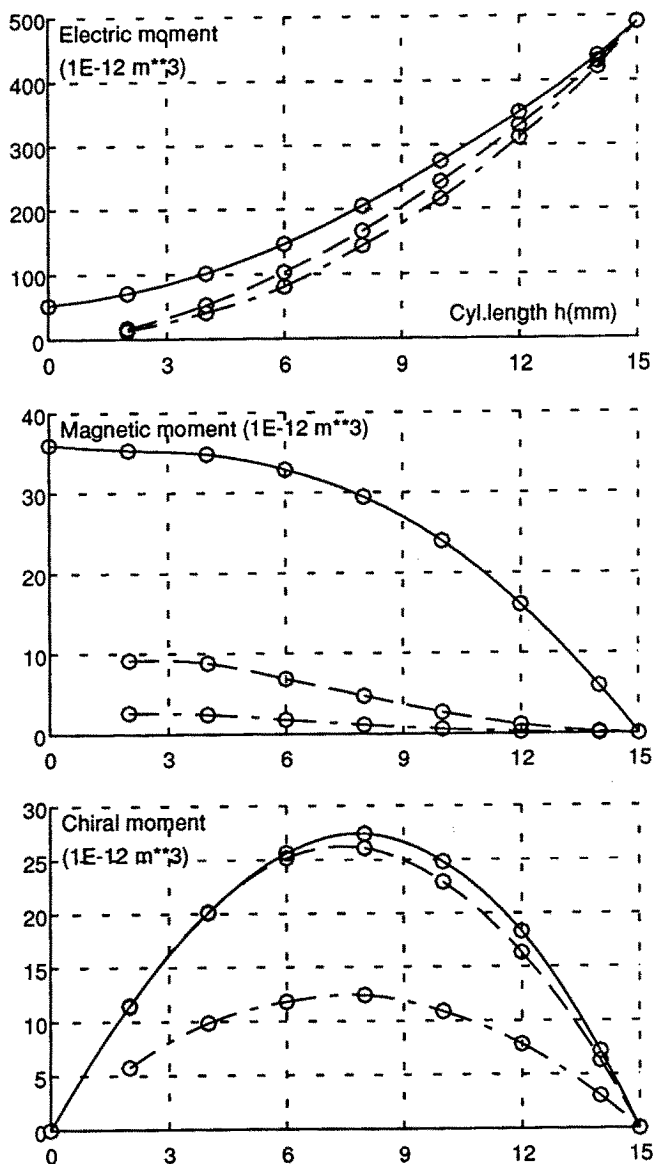 500
Electric moment
(1E-12 m**3)
400
300
200
100
Cyl.length h(mm)
0
0 3 6 9 12 15
40
Magnetic moment (1E-12 m**3)
30
20
10
0
0 3 6 9 12 15
30
Chiral moment
(1E-12 m**3)
25
20
15
10
5
0
0 3 6 9 12 15